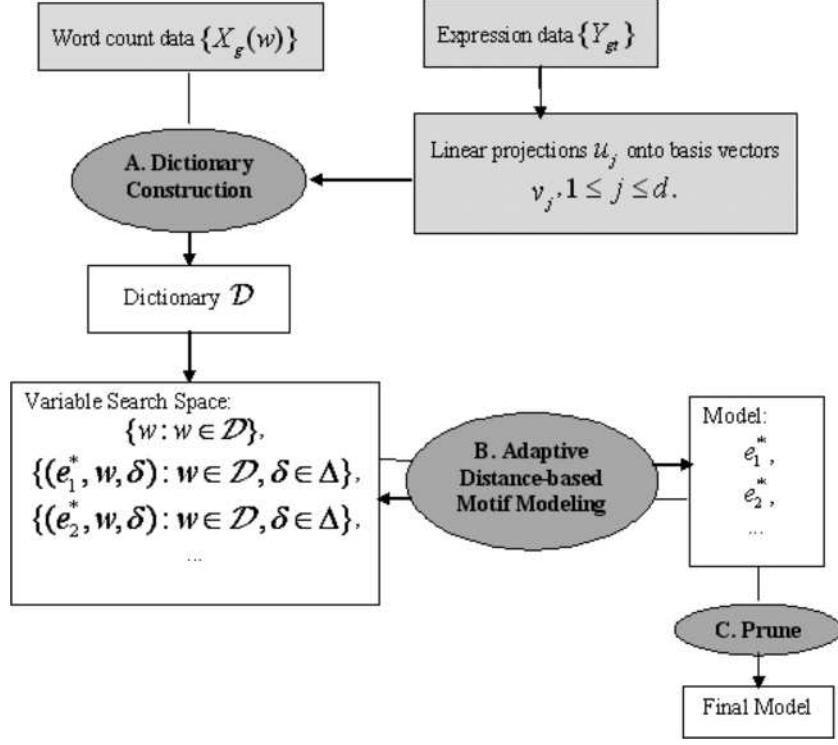 Word count data {X_g(w)}
Expression data {Y_gt}
Linear projections u_j onto basis vectors
v_j, 1 ≤ j ≤ d.
A. Dictionary
Construction
Dictionary 𝒟
Variable Search Space:
{w : w ∈ 𝒟},
{(e_1^*, w, δ) : w ∈ 𝒟, δ ∈ Δ},
{(e_2^*, w, δ) : w ∈ 𝒟, δ ∈ Δ},
...
B. Adaptive
Distance-based
Motif Modeling
Model:
e_1^*,
e_2^*,
...
C. Prune
Final Model